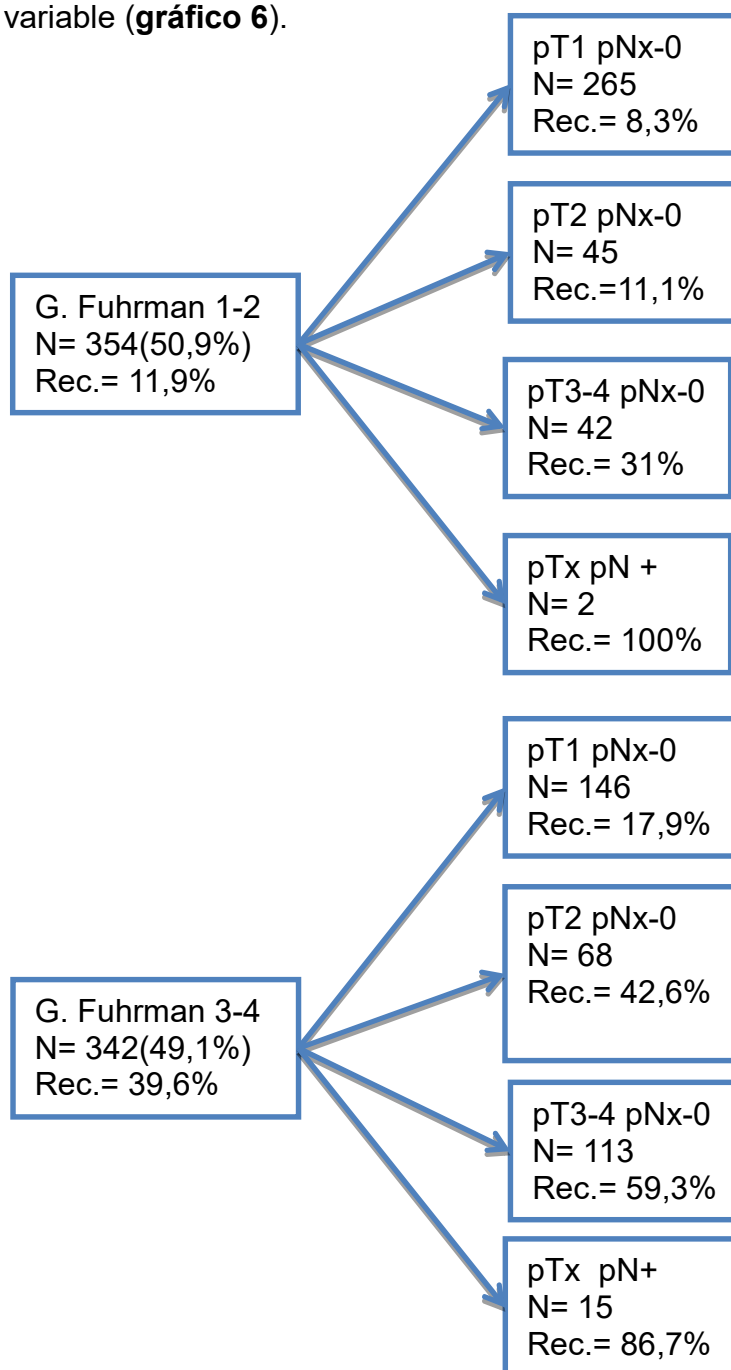 variable (gráfico 6).
pT1 pNx-0
N= 265
Rec.= 8,3%
pT2 pNx-0
N= 45
Rec.=11,1%
G. Fuhrman 1-2
N= 354(50,9%)
Rec.= 11,9%
pT3-4 pNx-0
N= 42
Rec.= 31%
pTx pN +
N= 2
Rec.= 100%
pT1 pNx-0
N= 146
Rec.= 17,9%
pT2 pNx-0
N= 68
Rec.= 42,6%
G. Fuhrman 3-4
N= 342(49,1%)
Rec.= 39,6%
pT3-4 pNx-0
N= 113
Rec.= 59,3%
pTx pN+
N= 15
Rec.= 86,7%